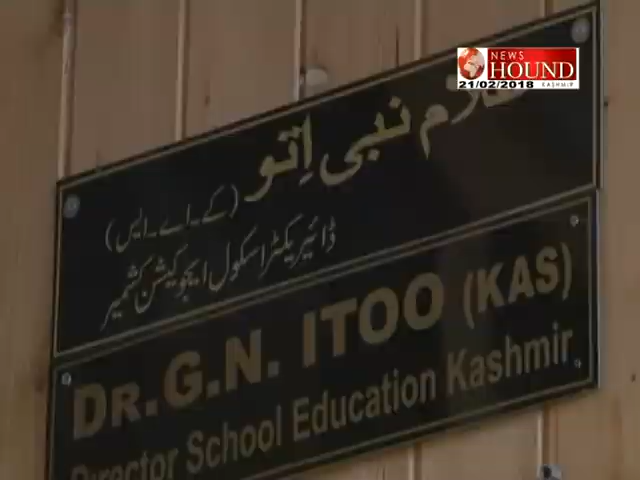 NEWS
HOUND
21/02/2018 KASHMIR
غلام نبی اِتو (کے-اے-ایس)
ڈائریکٹر اسکول ایجوکیشن کشمیر
DR. G.N. ITOO (KAS)
Director School Education Kashmir